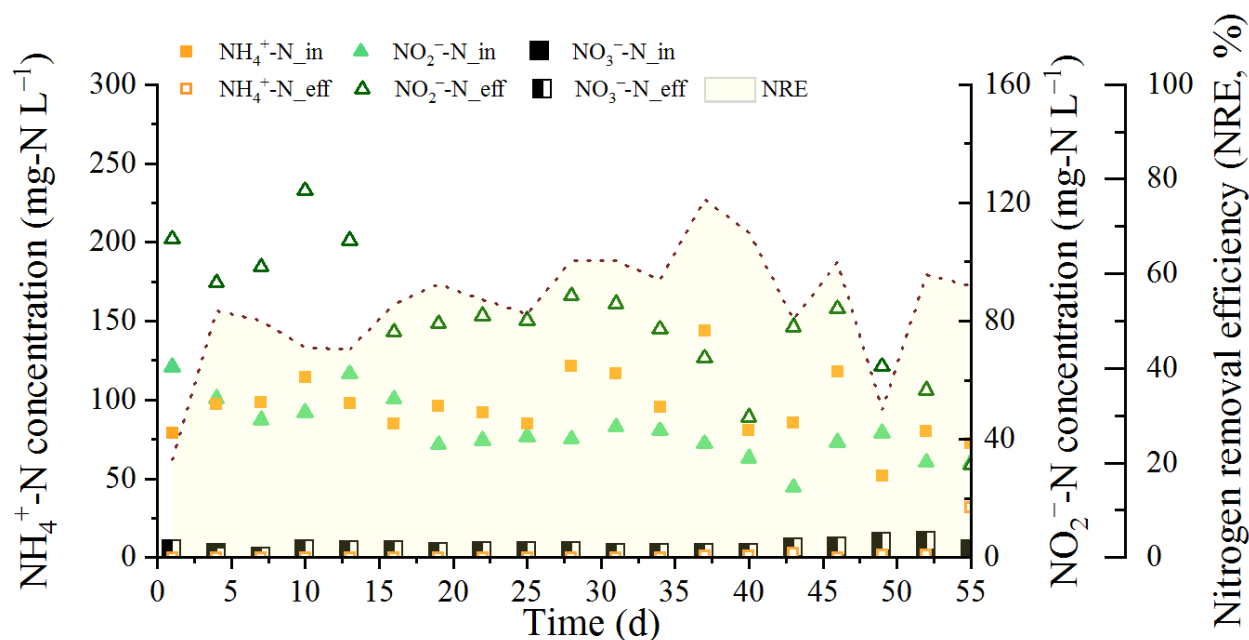 NH₄⁺-N_in NO₂⁻-N_in NO₃⁻-N_in
NH₄⁺-N_eff NO₂⁻-N_eff NO₃⁻-N_eff NRE
NH₄⁺-N concentration (mg-N L⁻¹)
300
250
200
150
100
50
0
0 5 10 15 20 25 30 35 40 45 50 55
Time (d)
160
120
80
40
0
NO₂⁻-N concentration (mg-N L⁻¹)
100
80
60
40
20
0
Nitrogen removal efficiency (NRE, %)